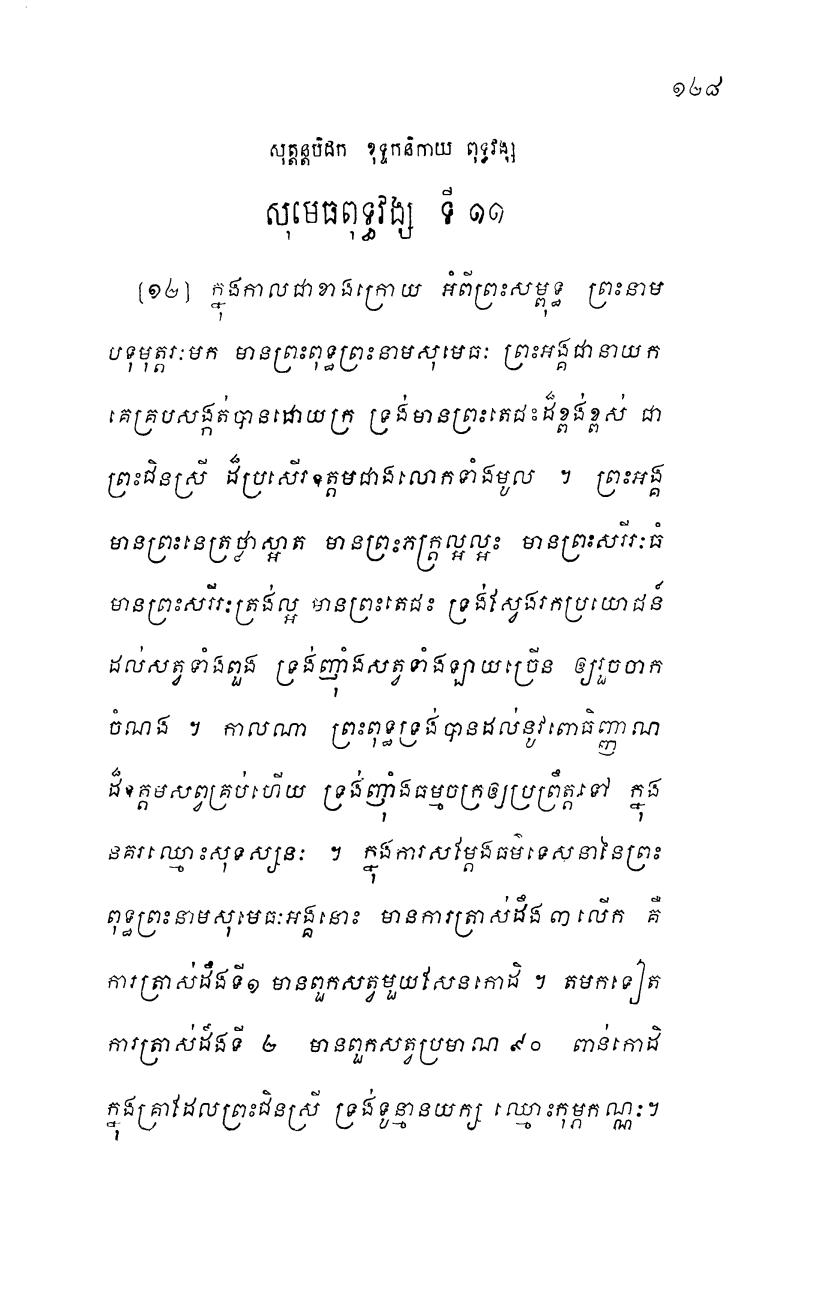 ១២៨
សុត្តន្តបិដក ខុទ្ទកនិកាយ ពុទ្ធវង្ស
សុមេធពុទ្ធវង្ស ទី ១១
[១២] ក្នុងកាលជាខាងក្រោយ អំពីព្រះសម្ពុទ្ធ ព្រះនាម
បទុមុត្តរៈមក មានព្រះពុទ្ធព្រះនាមសុមេធៈ ព្រះអង្គជានាយក
គេគ្របសង្កត់បានដោយក្រ ទ្រង់មានព្រះតេជះដ៏ខ្ពង់ខ្ពស់ ជា
ព្រះជិនស្រី ដ៏ប្រសើរឧត្តមជាងលោកទាំងមូល ។ ព្រះអង្គ
មានព្រះនេត្រថ្លាស្អាត មានព្រះភក្ត្រល្អល្អះ មានព្រះសរីរៈធំ
មានព្រះសរីរៈត្រង់ល្អ មានព្រះតេជះ ទ្រង់ស្វែងរកប្រយោជន៍
ដល់សត្វទាំងពួង ទ្រង់ញ៉ាំងសត្វទាំងឡាយច្រើន ឲ្យរួចចាក
ចំណង ។ កាលណា ព្រះពុទ្ធទ្រង់បានដល់នូវពោធិញ្ញាណ
ដ៏ឧត្តមសព្វគ្រប់ហើយ ទ្រង់ញ៉ាំងធម្មចក្រឲ្យប្រព្រឹត្តទៅ ក្នុង
នគរឈ្មោះសុទស្សនៈ ។ ក្នុងការសម្តែងធម៌ទេសនានៃព្រះ
ពុទ្ធព្រះនាមសុមេធៈអង្គនោះ មានការត្រាស់ដឹង ៣ លើក គឺ
ការត្រាស់ដឹងទី១ មានពួកសត្វមួយសែនកោដិ ។ តមកទៀត
ការត្រាស់ដឹងទី ២ មានពួកសត្វប្រមាណ ៩០ ពាន់កោដិ
ក្នុងគ្រាដែលព្រះជិនស្រី ទ្រង់ទូន្មានយក្ស ឈ្មោះកុម្ភកណ្ណៈ។